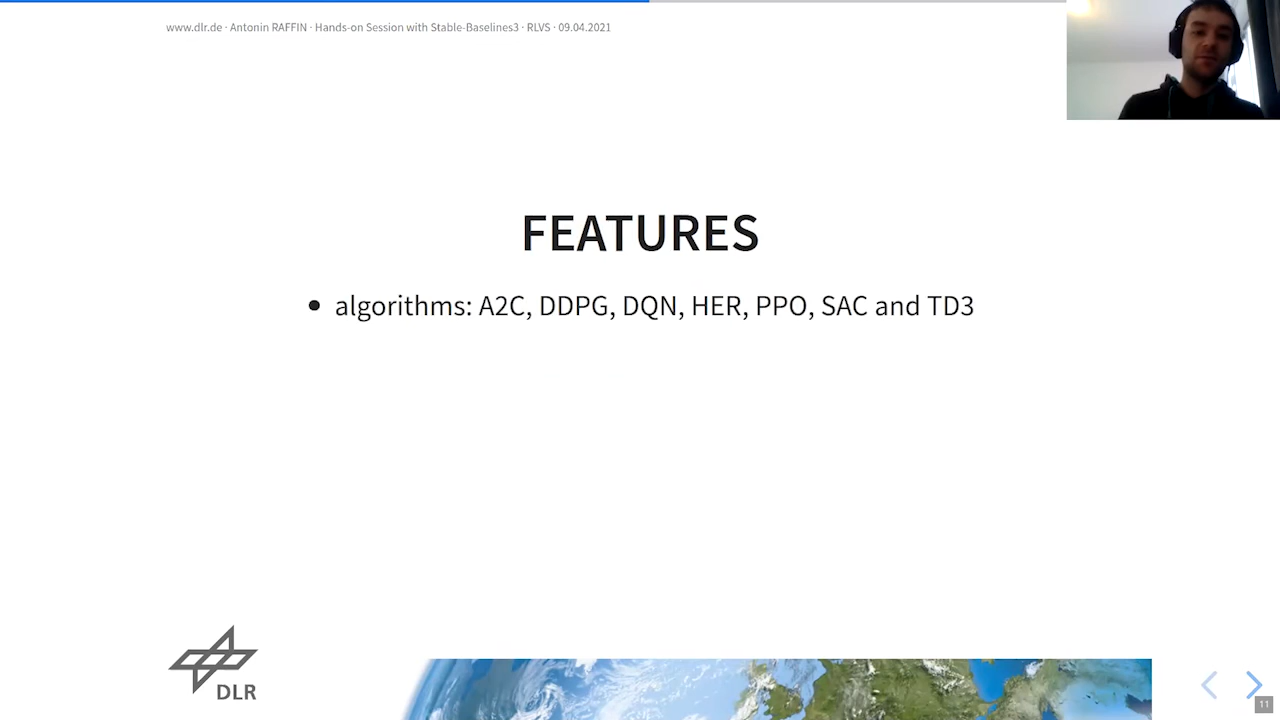 www.dlr.de · Antonin RAFFIN · Hands-on Session with Stable-Baselines3 · RLVS · 09.04.2021
FEATURES
• algorithms: A2C, DDPG, DQN, HER, PPO, SAC and TD3
DLR
11